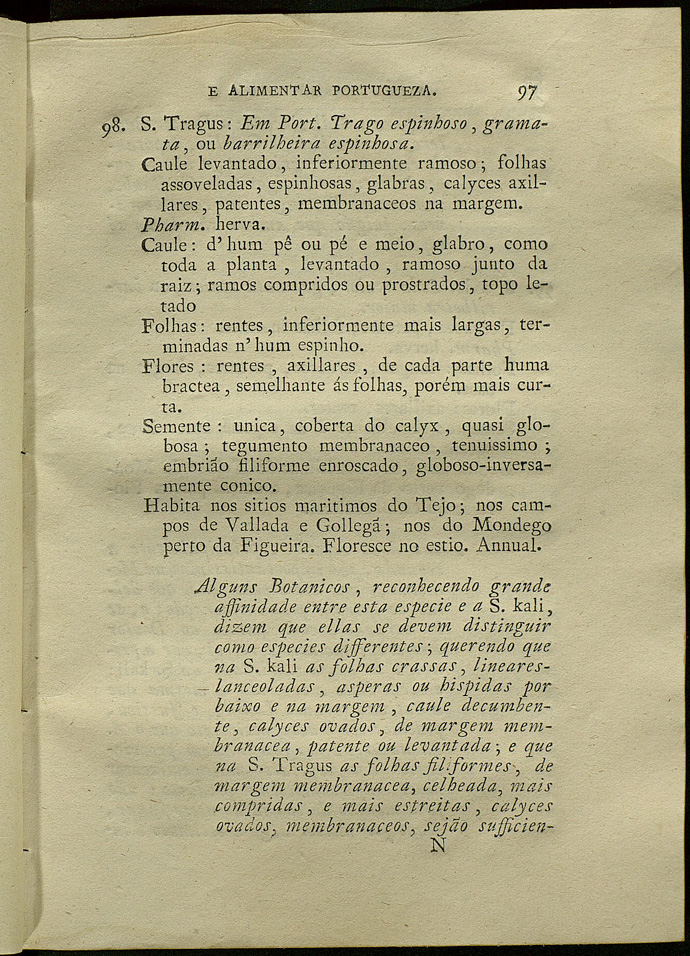 E ALIMENTAR PORTUGUEZA. 97
98. S. Tragus: Em Port. Trago espinhoso, grama-
ta, ou barrilheira espinhosa.
Caule levantado, inferiormente ramoso; folhas
assoveladas, espinhosas, glabras, calyces axil-
lares, patentes, membranaceos na margem.
Pharm. herva.
Caule: d'hum pê ou pé e meio, glabro, como
toda a planta, levantado, ramoso junto da
raiz; ramos compridos ou prostrados, topo le-
tado
Folhas: rentes, inferiormente mais largas, ter-
minadas n'hum espinho.
Flores: rentes, axillares, de cada parte huma
bractea, semelhante ás folhas, porém mais cur-
ta.
Semente: unica, coberta do calyx, quasi glo-
bosa; tegumento membranaceo, tenuissimo;
embrião filiforme enroscado, globoso-inversa-
mente conico.
Habita nos sitios maritimos do Tejo; nos cam-
pos de Vallada e Gollegã; nos do Mondego
perto da Figueira. Floresce no estio. Annual.
Alguns Botanicos, reconhecendo grande
affinidade entre esta especie e a S. kali,
dizem que ellas se devem distinguir
como especies differentes; querendo que
na S. kali as folhas crassas, lineares-
lanceoladas, asperas ou hispidas por
baixo e na margem, caule decumben-
te, calyces ovados, de margem mem-
branacea, patente ou levantada; e que
na S. Tragus as folhas filiformes, de
margem membranacea, celheada, mais
compridas, e mais estreitas, calyces
ovados, membranaceos, sejão sufficien-
N